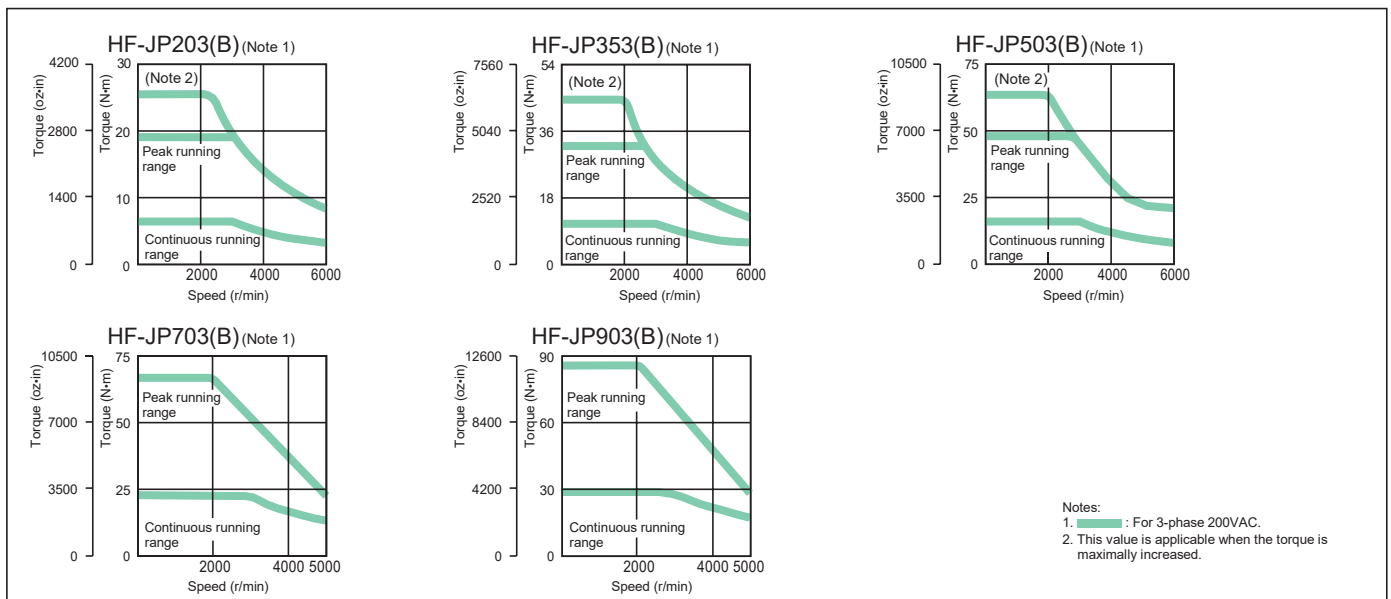 HF-JP203(B) (Note 1)
Torque (oz•in)
4200
2800
1400
0
Torque (N•m)
30
20
10
0
(Note 2)
Peak running
range
Continuous running
range
2000 4000 6000
Speed (r/min)
HF-JP353(B) (Note 1)
Torque (oz•in)
7560
5040
2520
0
Torque (N•m)
54
36
18
0
(Note 2)
Peak running
range
Continuous running
range
2000 4000 6000
Speed (r/min)
HF-JP503(B) (Note 1)
Torque (oz•in)
10500
7000
3500
0
Torque (N•m)
75
50
25
0
(Note 2)
Peak running
range
Continuous running
range
2000 4000 6000
Speed (r/min)
HF-JP703(B) (Note 1)
Torque (oz•in)
10500
7000
3500
0
Torque (N•m)
75
50
25
0
Peak running
range
Continuous running
range
2000 4000 5000
Speed (r/min)
HF-JP903(B) (Note 1)
Torque (oz•in)
12600
8400
4200
0
Torque (N•m)
90
60
30
0
Peak running
range
Continuous running
range
2000 4000 5000
Speed (r/min)
Notes:
1. : For 3-phase 200VAC.
2. This value is applicable when the torque is
maximally increased.